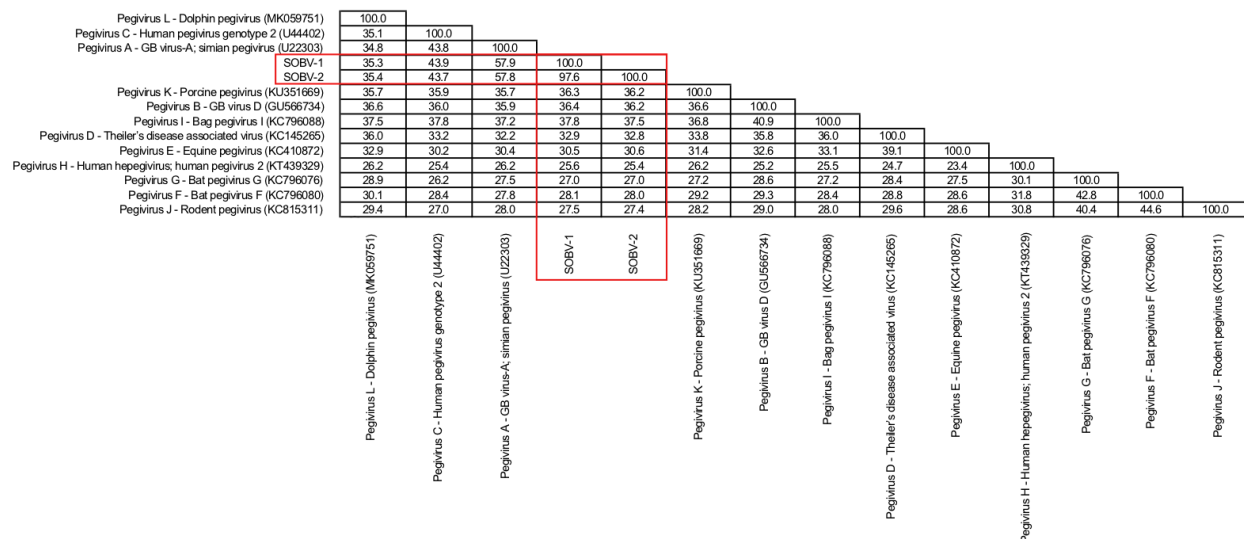 Pegivirus L - Dolphin pegivirus (MK059751) 100.0
Pegivirus C - Human pegivirus genotype 2 (U44402) 35.1 100.0
Pegivirus A - GB virus-A; simian pegivirus (U22303) 34.8 43.8 100.0
SOBV-1 35.3 43.9 57.9 100.0
SOBV-2 35.4 43.7 57.8 97.6 100.0
Pegivirus K - Porcine pegivirus (KU351669) 35.7 35.9 35.7 36.3 36.2 100.0
Pegivirus B - GB virus D (GU566734) 36.6 36.0 35.9 36.4 36.2 36.6 100.0
Pegivirus I - Bag pegivirus I (KC796088) 37.5 37.8 37.2 37.8 37.5 36.8 40.9 100.0
Pegivirus D - Theiler's disease associated virus (KC145265) 36.0 33.2 32.2 32.9 32.8 33.8 35.8 36.0 100.0
Pegivirus E - Equine pegivirus (KC410872) 32.9 30.2 30.4 30.5 30.6 31.4 32.6 33.1 39.1 100.0
Pegivirus H - Human hepegivirus; human pegivirus 2 (KT439329) 26.2 25.4 26.2 25.6 25.4 26.2 25.2 25.5 24.7 23.4 100.0
Pegivirus G - Bat pegivirus G (KC796076) 28.9 26.2 27.5 27.0 27.0 27.2 28.6 27.2 28.4 27.5 30.1 100.0
Pegivirus F - Bat pegivirus F (KC796080) 30.1 28.4 27.8 28.1 28.0 29.2 29.3 28.4 28.8 28.6 31.8 42.8 100.0
Pegivirus J - Rodent pegivirus (KC815311) 29.4 27.0 28.0 27.5 27.4 28.2 29.0 28.0 29.6 28.6 30.8 40.4 44.6 100.0
Pegivirus L - Dolphin pegivirus (MK059751)
Pegivirus C - Human pegivirus genotype 2 (U44402)
Pegivirus A - GB virus-A; simian pegivirus (U22303)
SOBV-1
SOBV-2
Pegivirus K - Porcine pegivirus (KU351669)
Pegivirus B - GB virus D (GU566734)
Pegivirus I - Bag pegivirus I (KC796088)
Pegivirus D - Theiler's disease associated virus (KC145265)
Pegivirus E - Equine pegivirus (KC410872)
Pegivirus H - Human hepegivirus; human pegivirus 2 (KT439329)
Pegivirus G - Bat pegivirus G (KC796076)
Pegivirus F - Bat pegivirus F (KC796080)
Pegivirus J - Rodent pegivirus (KC815311)